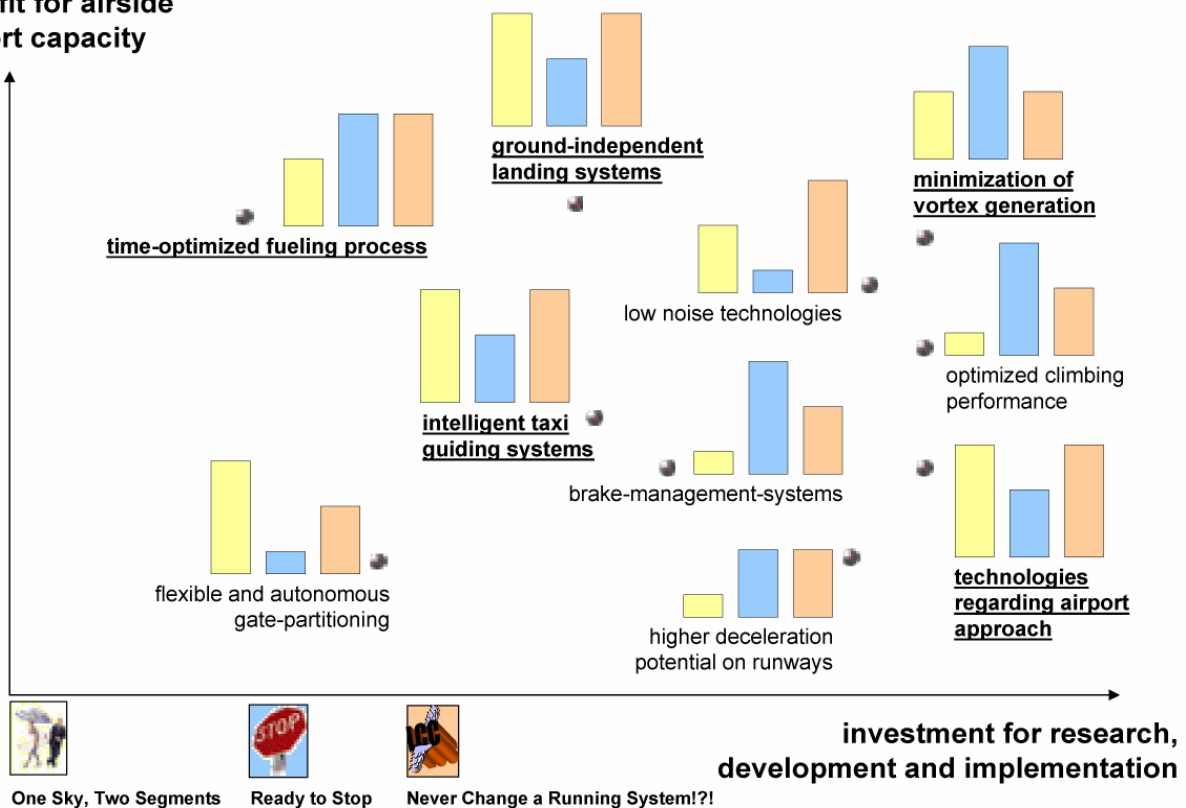 fit for airside
rt capacity
ground-independent
landing systems
minimization of
vortex generation
time-optimized fueling process
low noise technologies
optimized climbing
performance
intelligent taxi
guiding systems
brake-management-systems
flexible and autonomous
gate-partitioning
technologies
regarding airport
approach
higher deceleration
potential on runways
STOP
investment for research,
development and implementation
One Sky, Two Segments
Ready to Stop
Never Change a Running System!?!